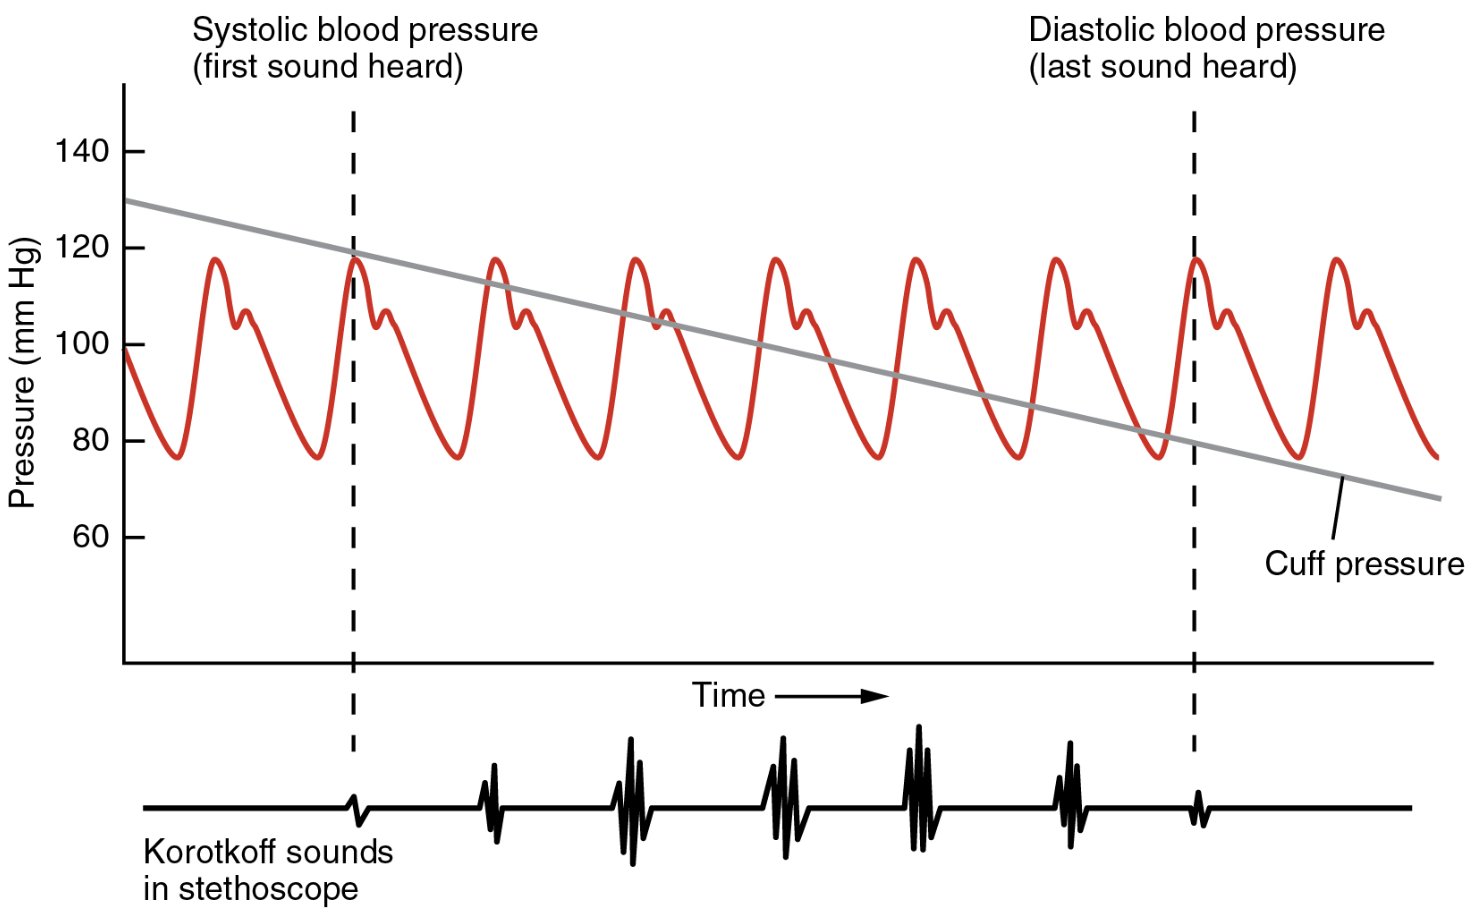 Systolic blood pressure
(first sound heard)
Diastolic blood pressure
(last sound heard)
140
120
100
80
60
Pressure (mm Hg)
Cuff pressure
Time
Korotkoff sounds
in stethoscope